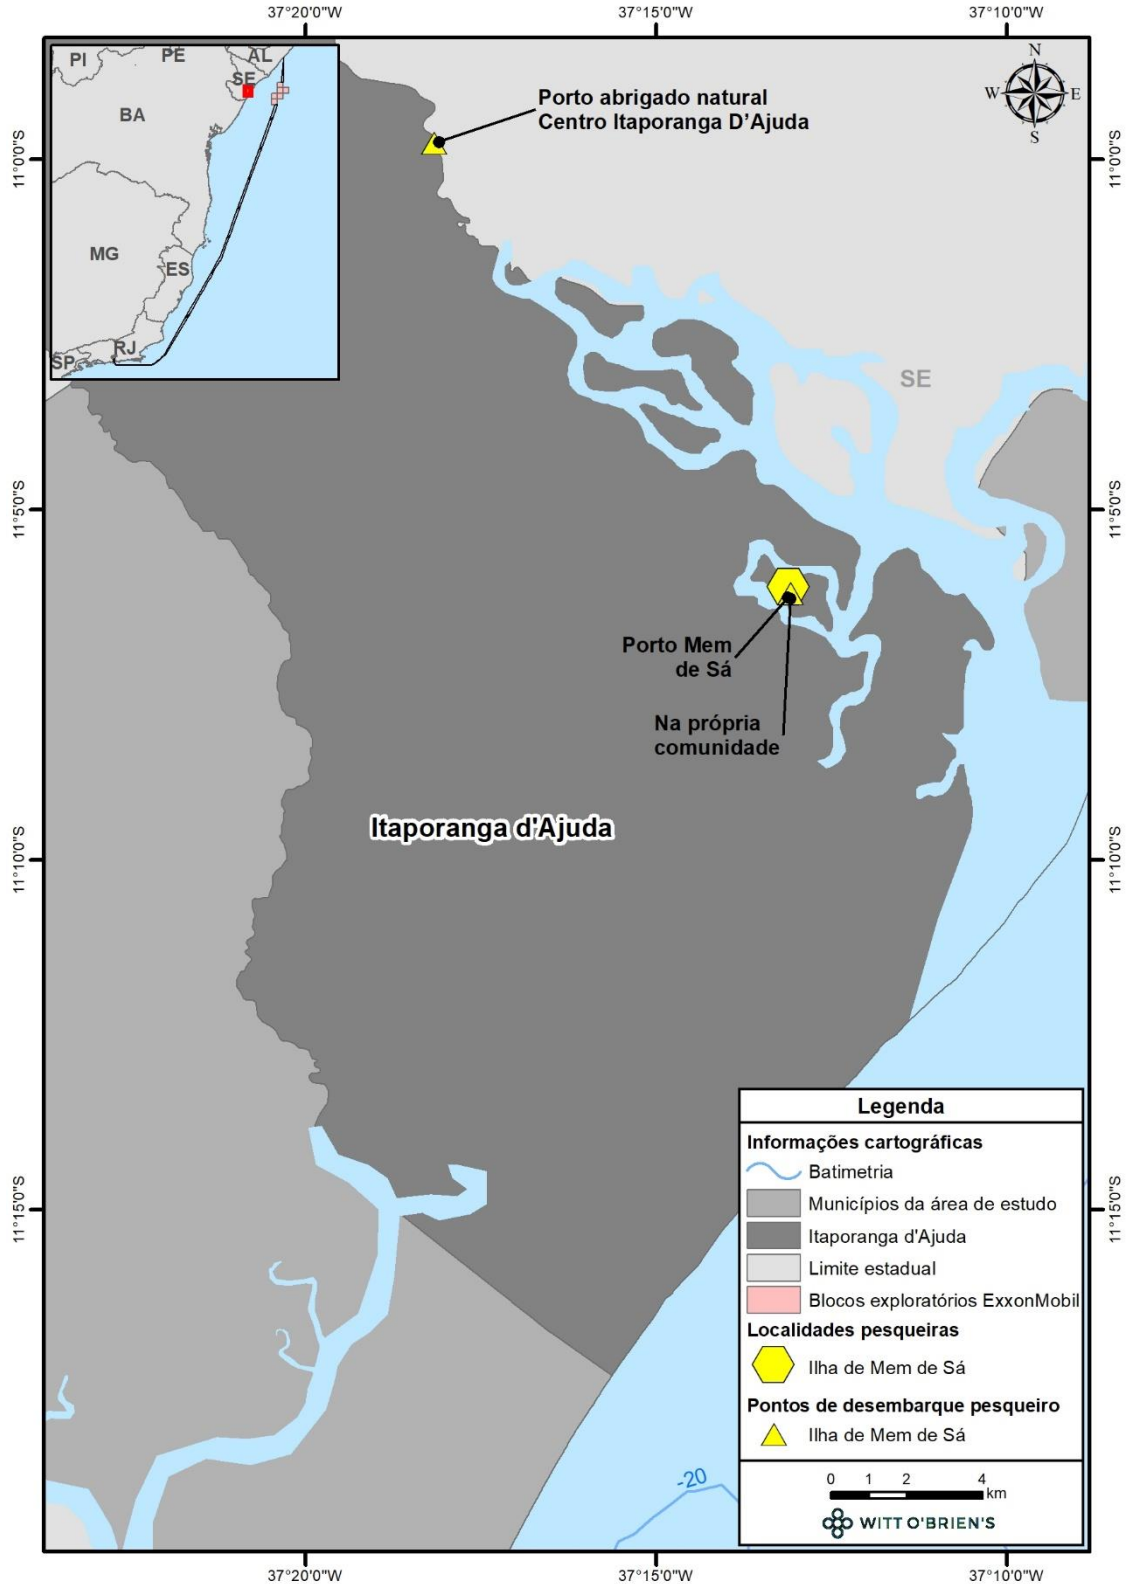 37°20'0"W
37°15'0"W
37°10'0"W
PI
PE
AL
SE
BA
MG
ES
RJ
SP
N
W
E
S
Porto abrigado natural
Centro Itaporanga D'Ajuda
11°0'0"S
11°0'0"S
SE
11°5'0"S
11°5'0"S
Porto Mem
de Sá
Na própria
comunidade
Itaporanga d'Ajuda
11°10'0"S
11°10'0"S
11°15'0"S
11°15'0"S
-20
Legenda
Informações cartográficas
Batimetria
Municípios da área de estudo
Itaporanga d'Ajuda
Limite estadual
Blocos exploratórios ExxonMobil
Localidades pesqueiras
Ilha de Mem de Sá
Pontos de desembarque pesqueiro
Ilha de Mem de Sá
0 1 2 4
km
WITT O'BRIEN'S
37°20'0"W
37°15'0"W
37°10'0"W